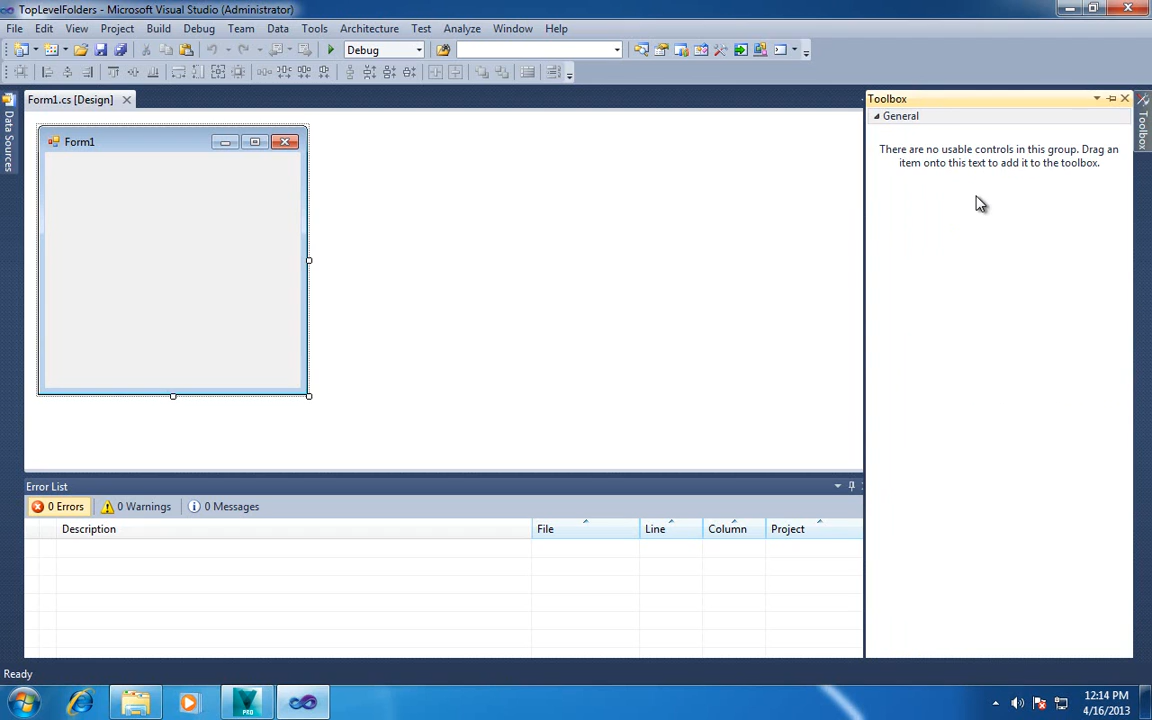 TopLevelFolders - Microsoft Visual Studio (Administrator)
File Edit View Project Build Debug Team Data Tools Architecture Test Analyze Window Help
Debug
Form1.cs [Design]
Data Sources
Form1
Toolbox
General
There are no usable controls in this group. Drag an
item onto this text to add it to the toolbox.
Toolbox
Error List
0 Errors 0 Warnings 0 Messages
Description File Line Column Project
Ready
PRO
12:14 PM
4/16/2013